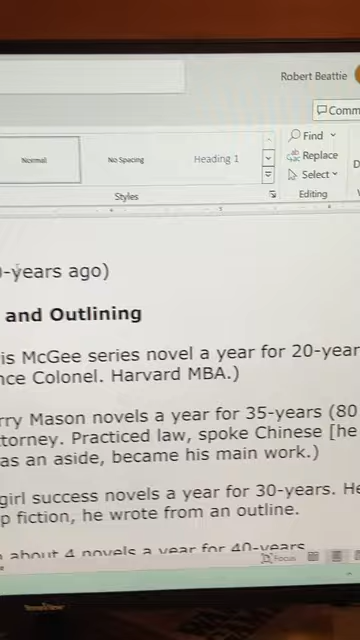 Robert Beattie
Comm
Normal
No Spacing
Heading 1
Find
Replace
Select
Styles
Editing
D
-years ago)
and Outlining
is McGee series novel a year for 20-year
nce Colonel. Harvard MBA.)
rry Mason novels a year for 35-years (80
ttorney. Practiced law, spoke Chinese [he
as an aside, became his main work.)
girl success novels a year for 30-years. He
p fiction, he wrote from an outline.
about 4 novels a year for 40-years
Focus